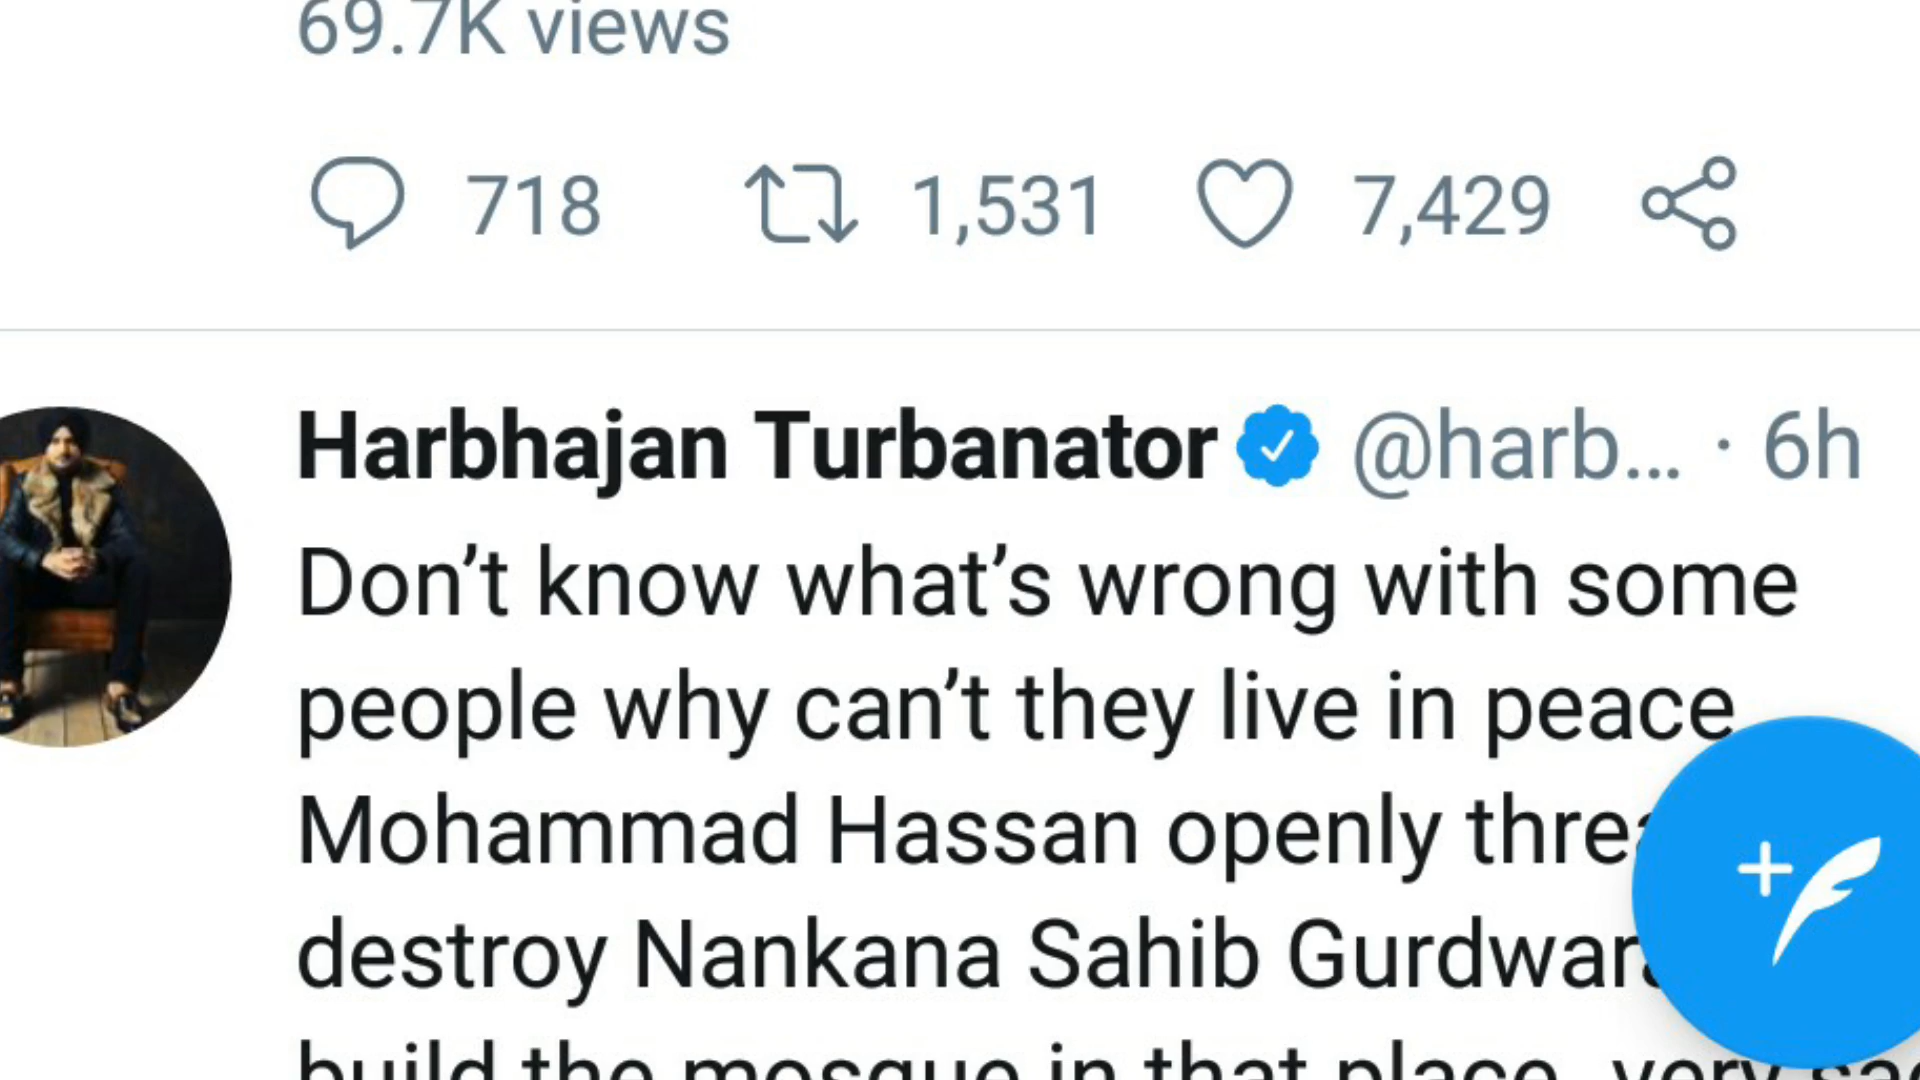 69.7K views
718 1,531 7,429
Harbhajan Turbanator @harb... · 6h
Don’t know what’s wrong with some
people why can’t they live in peace
Mohammad Hassan openly
destroy Nankana Sahib
build the mosque in that place very